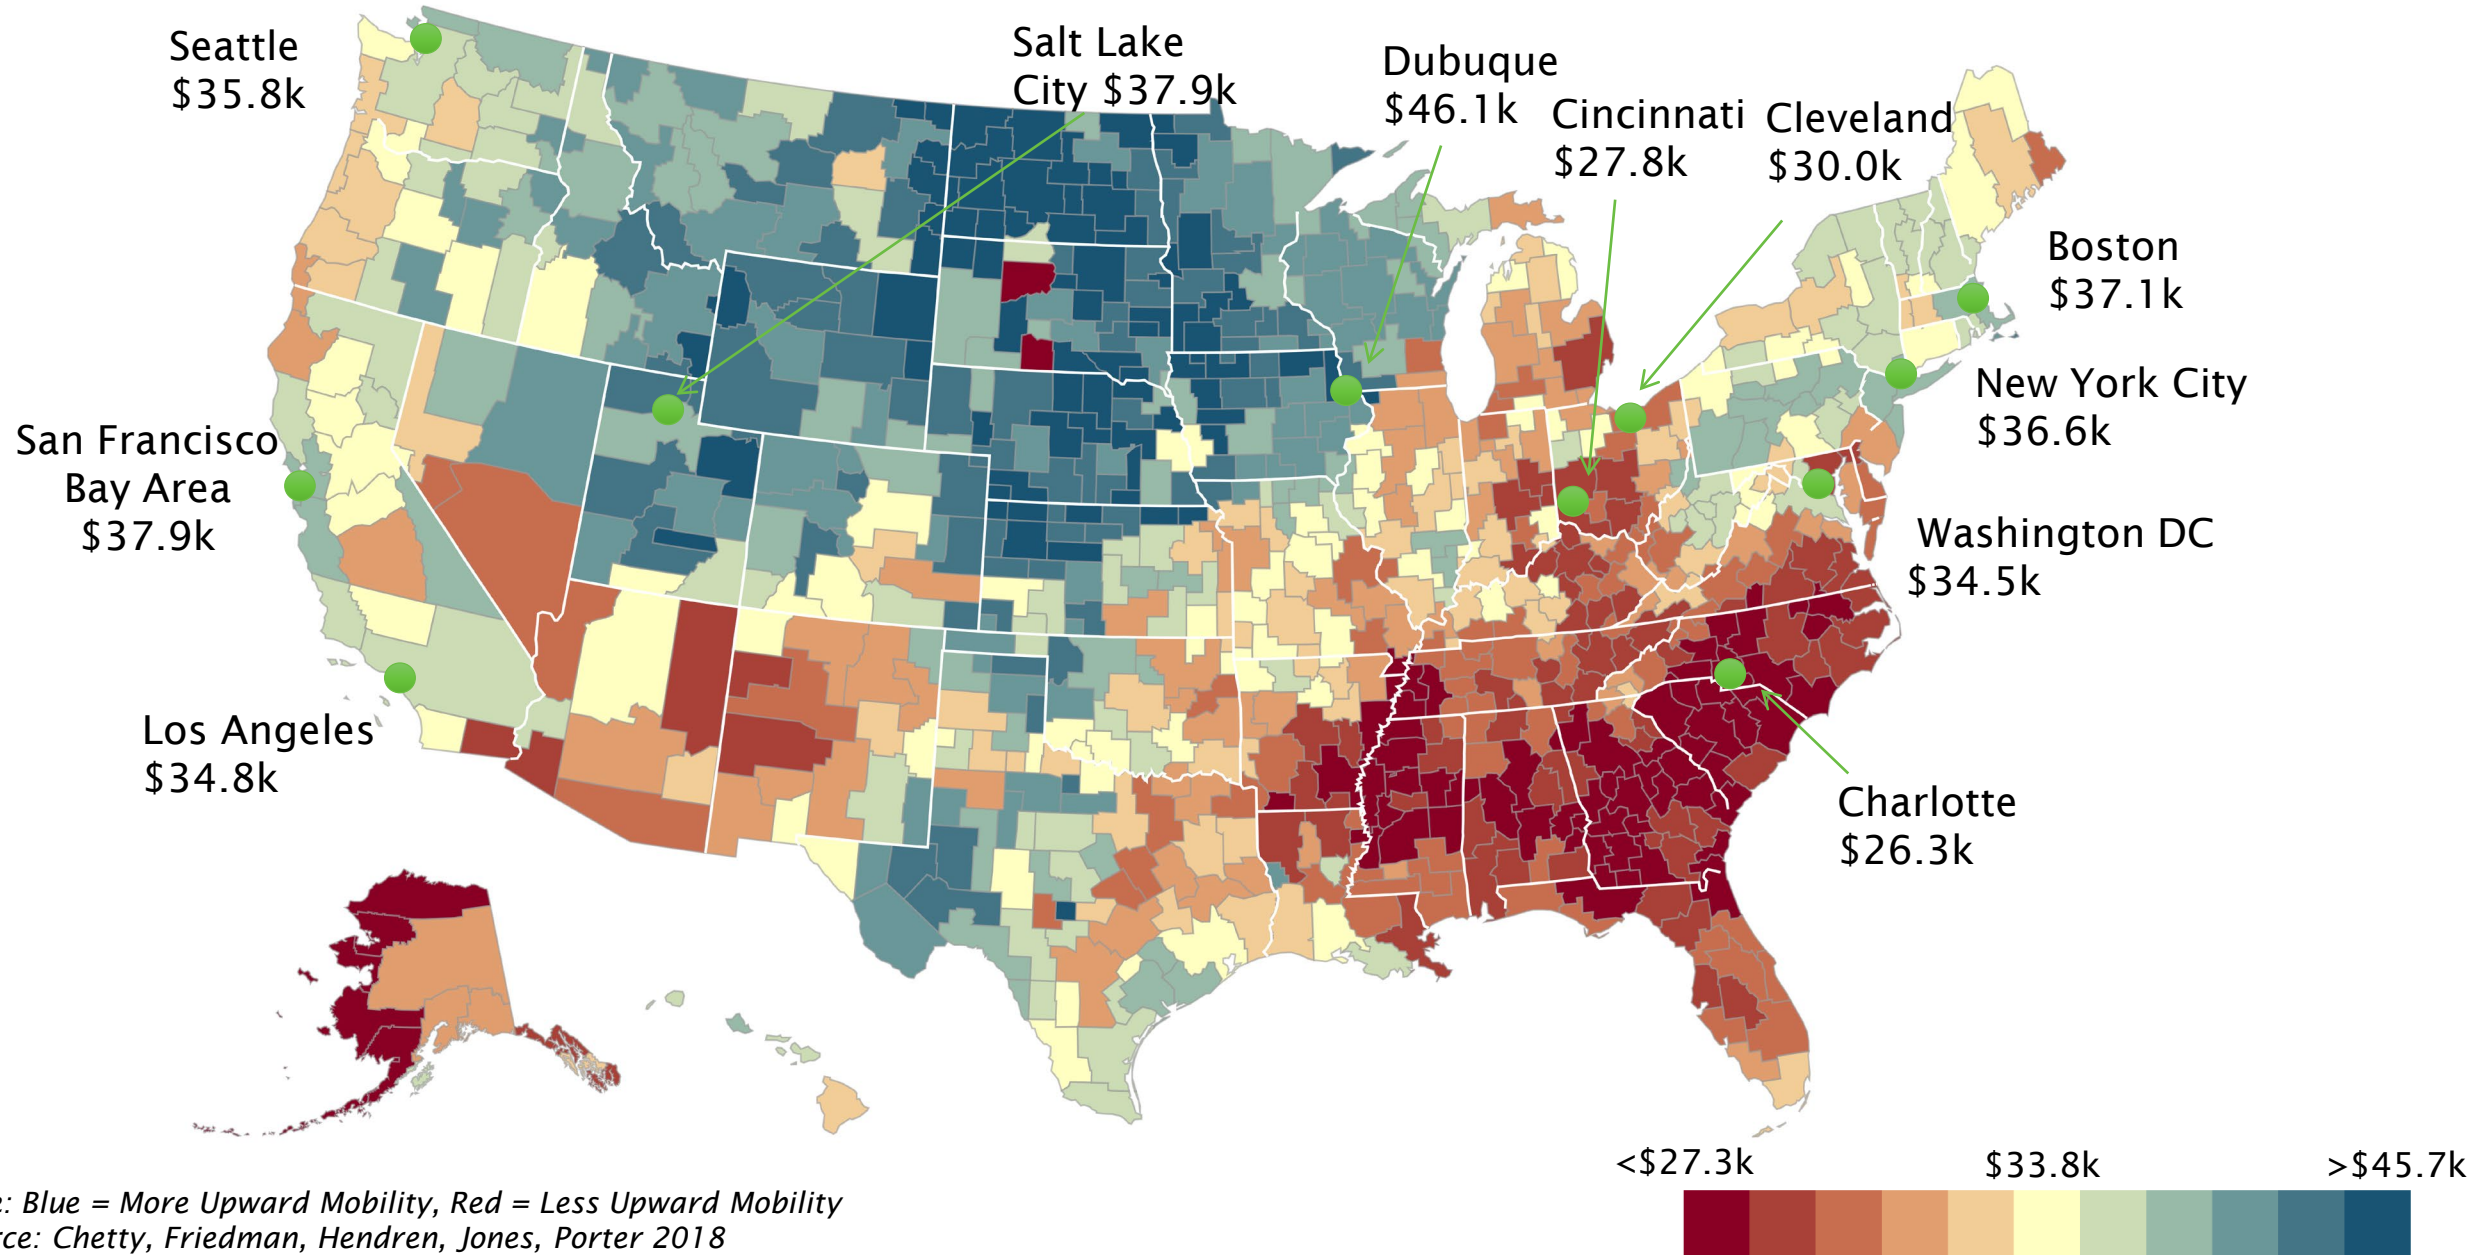 Seattle
$35.8k
Salt Lake
City $37.9k
Dubuque
$46.1k
Cincinnati
$27.8k
Cleveland
$30.0k
Boston
$37.1k
New York City
$36.6k
San Francisco
Bay Area
$37.9k
Washington DC
$34.5k
Los Angeles
$34.8k
Charlotte
$26.3k
<$27.3k
$33.8k
>$45.7k
: Blue = More Upward Mobility, Red = Less Upward Mobility
: Chetty, Friedman, Hendren, Jones, Porter 2018